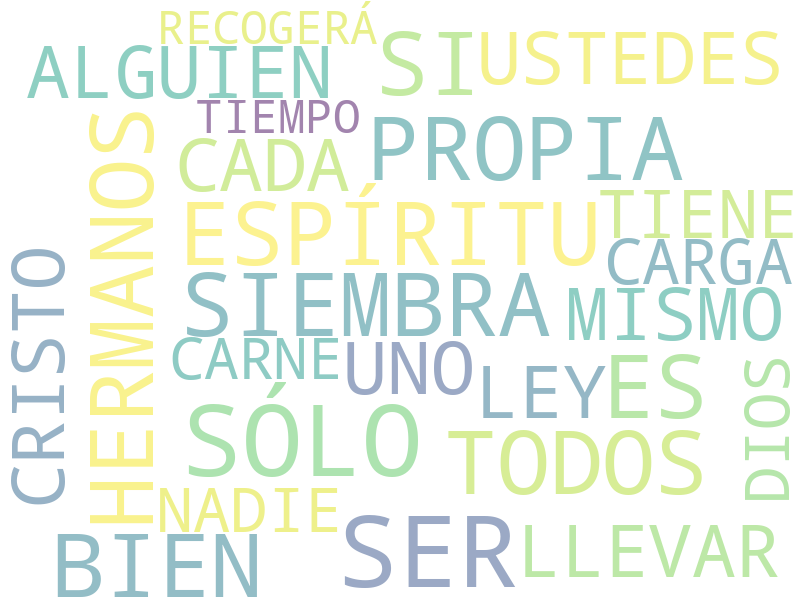 RECOGERÁ
ALGUIEN
SI
USTEDES
TIEMPO
CADA
PROPIA
HERMANOS
ESPÍRITU
TIENE
CARGA
CRISTO
SIEMBRA
MISMO
CARNE
UNO
LEY
ES
DIOS
SÓLO
TODOS
NADIE
BIEN
SER
LLEVAR